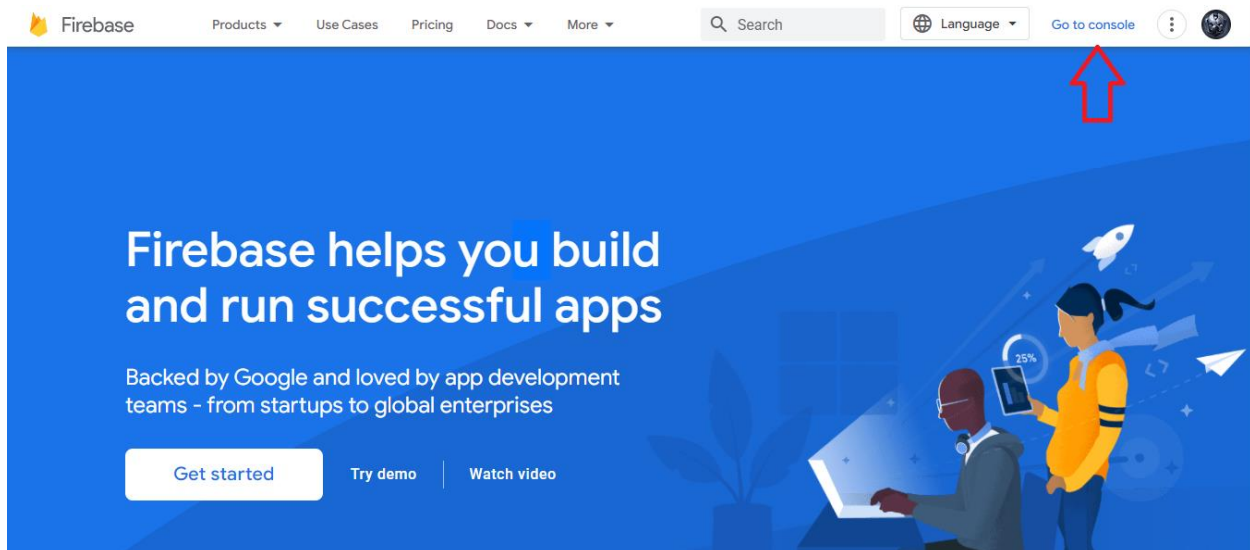 Firebase Products Use Cases Pricing Docs More Search Language Go to console
Firebase helps you build
and run successful apps
Backed by Google and loved by app development
teams - from startups to global enterprises
Get started Try demo Watch video
25%